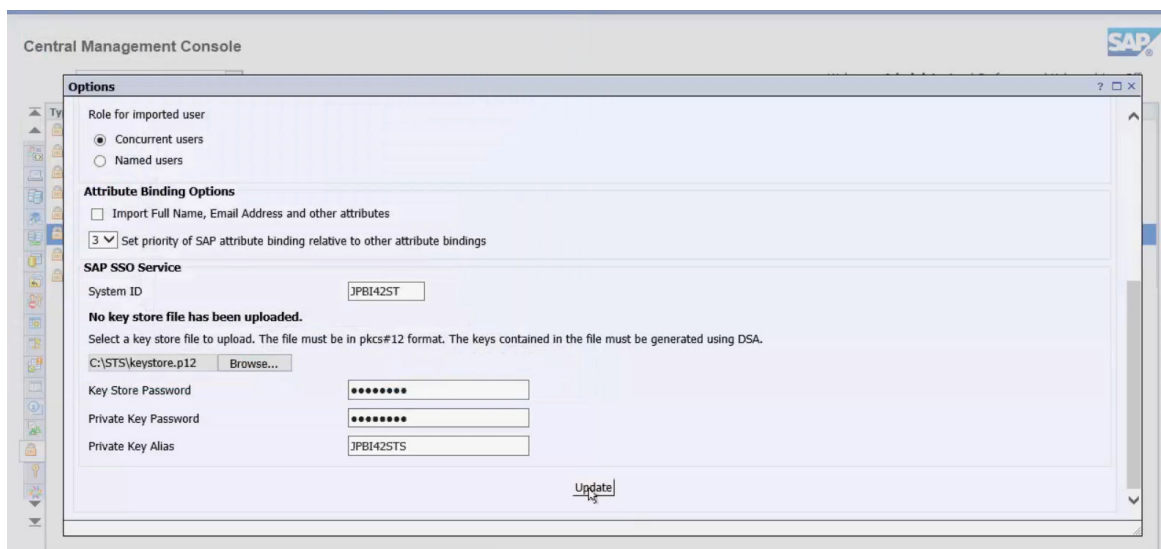 Central Management Console
SAP
Options
? □ ×
Ty
Role for imported user
Concurrent users
Named users
Attribute Binding Options
Import Full Name, Email Address and other attributes
3 Set priority of SAP attribute binding relative to other attribute bindings
SAP SSO Service
System ID JPBI42ST
No key store file has been uploaded.
Select a key store file to upload. The file must be in pkcs#12 format. The keys contained in the file must be generated using DSA.
C:\STS\keystore.p12 Browse...
Key Store Password ••••••••
Private Key Password ••••••••
Private Key Alias JPBI42STS
Update